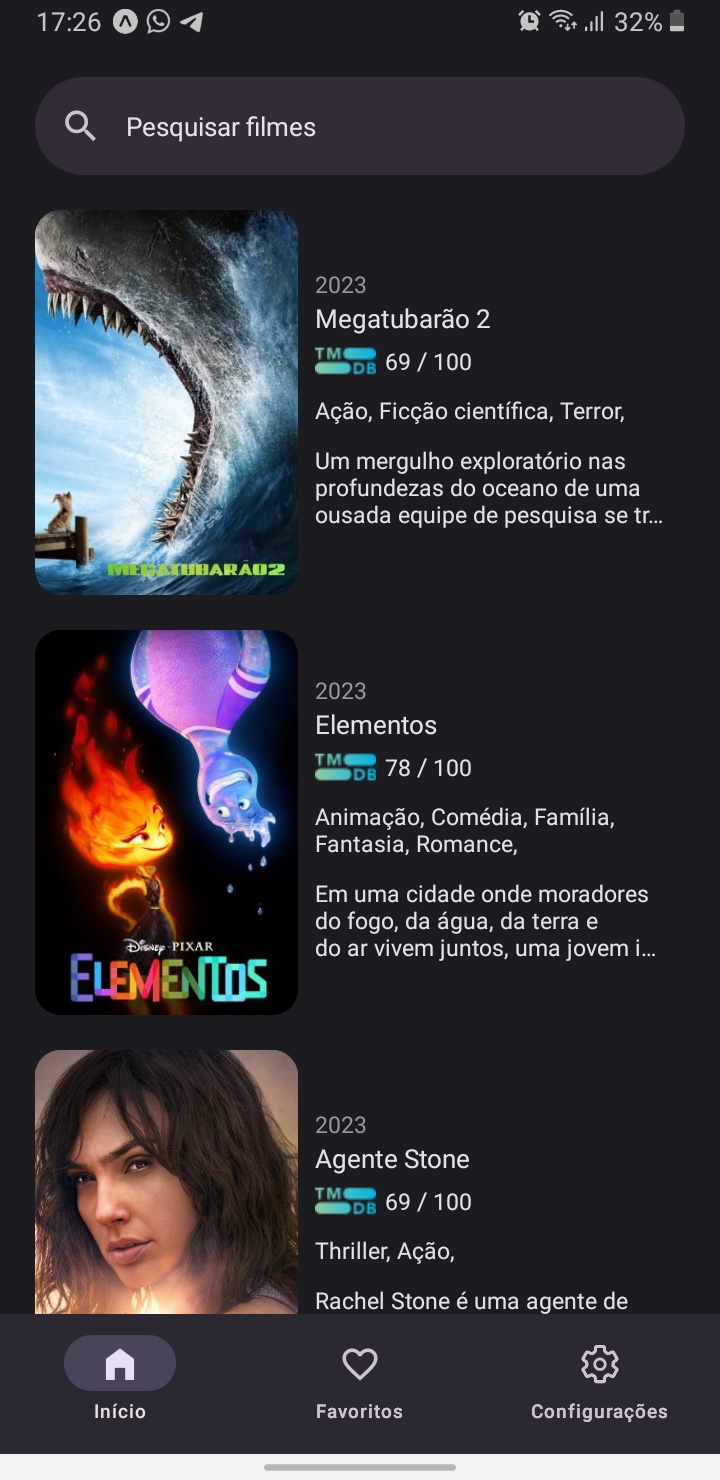 17:26
32%
Pesquisar filmes
MEGATUBARÃO2
2023
Megatubarão 2
TMDB 69 / 100
Ação, Ficção científica, Terror,
Um mergulho exploratório nas
profundezas do oceano de uma
ousada equipe de pesquisa se tr...
DISNEY · PIXAR
ELEMENTOS
2023
Elementos
TMDB 78 / 100
Animação, Comédia, Família,
Fantasia, Romance,
Em uma cidade onde moradores
do fogo, da água, da terra e
do ar vivem juntos, uma jovem i...
2023
Agente Stone
TMDB 69 / 100
Thriller, Ação,
Rachel Stone é uma agente de
Início
Favoritos
Configurações